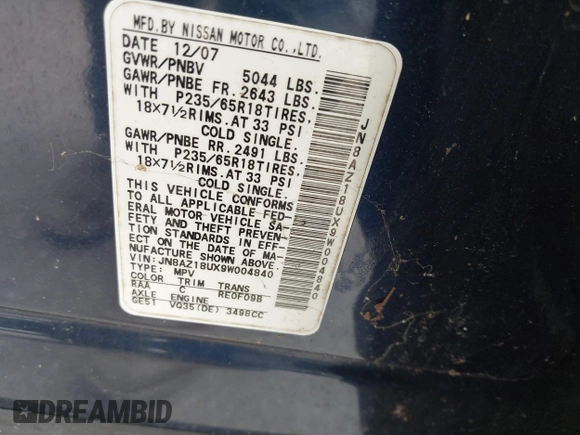 MFD.BY NISSAN MOTOR CO.,LTD.
DATE 12/07
GVWR/PNBV 5044 LBS.
GAWR/PNBE FR. 2643 LBS.
WITH P235/65R18TIRES,
18X7½RIMS.AT 33 PSI
COLD SINGLE.
GAWR/PNBE RR. 2491 LBS.
WITH P235/65R18TIRES,
18X7½RIMS.AT 33 PSI
COLD SINGLE.
THIS VEHICLE CONFORMS
TO ALL APPLICABLE FED-
ERAL MOTOR VEHICLE SA-
FETY AND THEFT PREVEN-
TION STANDARDS IN EFF-
ECT ON THE DATE OF MA-
NUFACTURE SHOWN ABOVE.
VIN:JN8AZ18UX9W004840
TYPE: MPV
COLOR TRIM TRANS
RAA C RE0F09B
AXLE ENGINE
GE51 VQ35(DE) 3498CC
JN8AZ18UX9W004840
DREAMBID